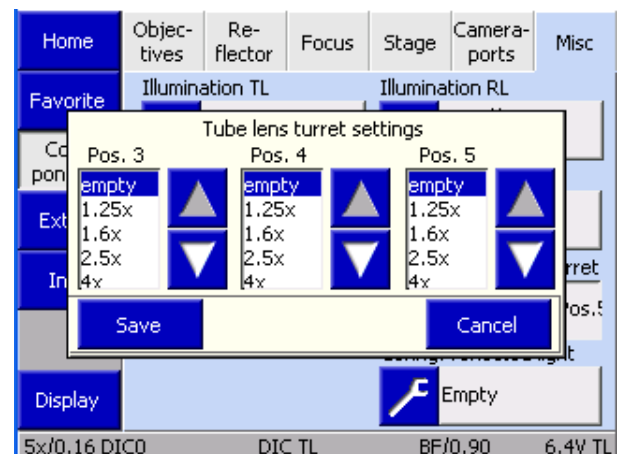 Home
Objec-
tives
Re-
flector
Focus
Stage
Camera-
ports
Misc
Favorite
Illumination TL
Illumination RL
Tube lens turret settings
Pos. 3
Pos. 4
Pos. 5
empty
1.25x
1.6x
2.5x
4x
empty
1.25x
1.6x
2.5x
4x
empty
1.25x
1.6x
2.5x
4x
Save
Cancel
Display
Empty
5x/0.16 DIC0 DIC TL BF/0.90 6.4V TL